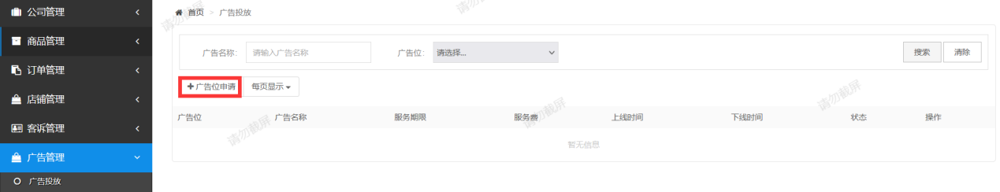 公司管理
商品管理
订单管理
店铺管理
客诉管理
广告管理
广告投放
首页 > 广告投放
广告名称: 请输入广告名称 广告位: 请选择... 搜索 清除
+广告位申请 每页显示
广告位 广告名称 服务期限 服务费 上线时间 下线时间 状态 操作
暂无信息
请勿截屏
请勿截屏
请勿截屏
请勿截屏